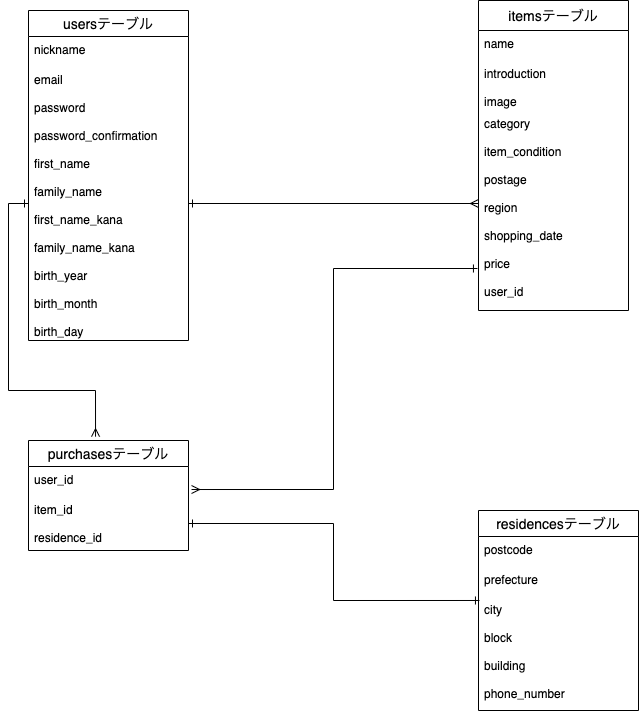 usersテーブル
nickname
email
password
password_confirmation
first_name
family_name
first_name_kana
family_name_kana
birth_year
birth_month
birth_day
itemsテーブル
name
introduction
image
category
item_condition
postage
region
shopping_date
price
user_id
purchasesテーブル
user_id
item_id
residence_id
residencesテーブル
postcode
prefecture
city
block
building
phone_number